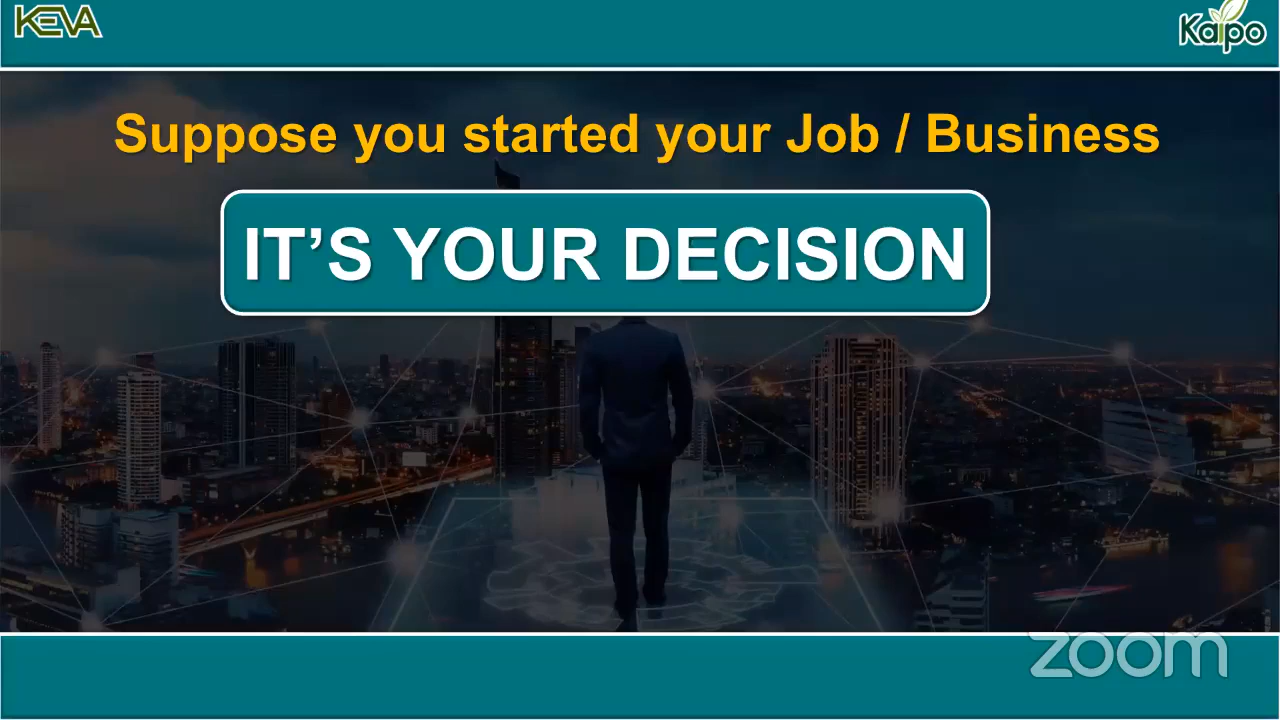 KEVA
Kaipo
Suppose you started your Job / Business
IT'S YOUR DECISION
zoom